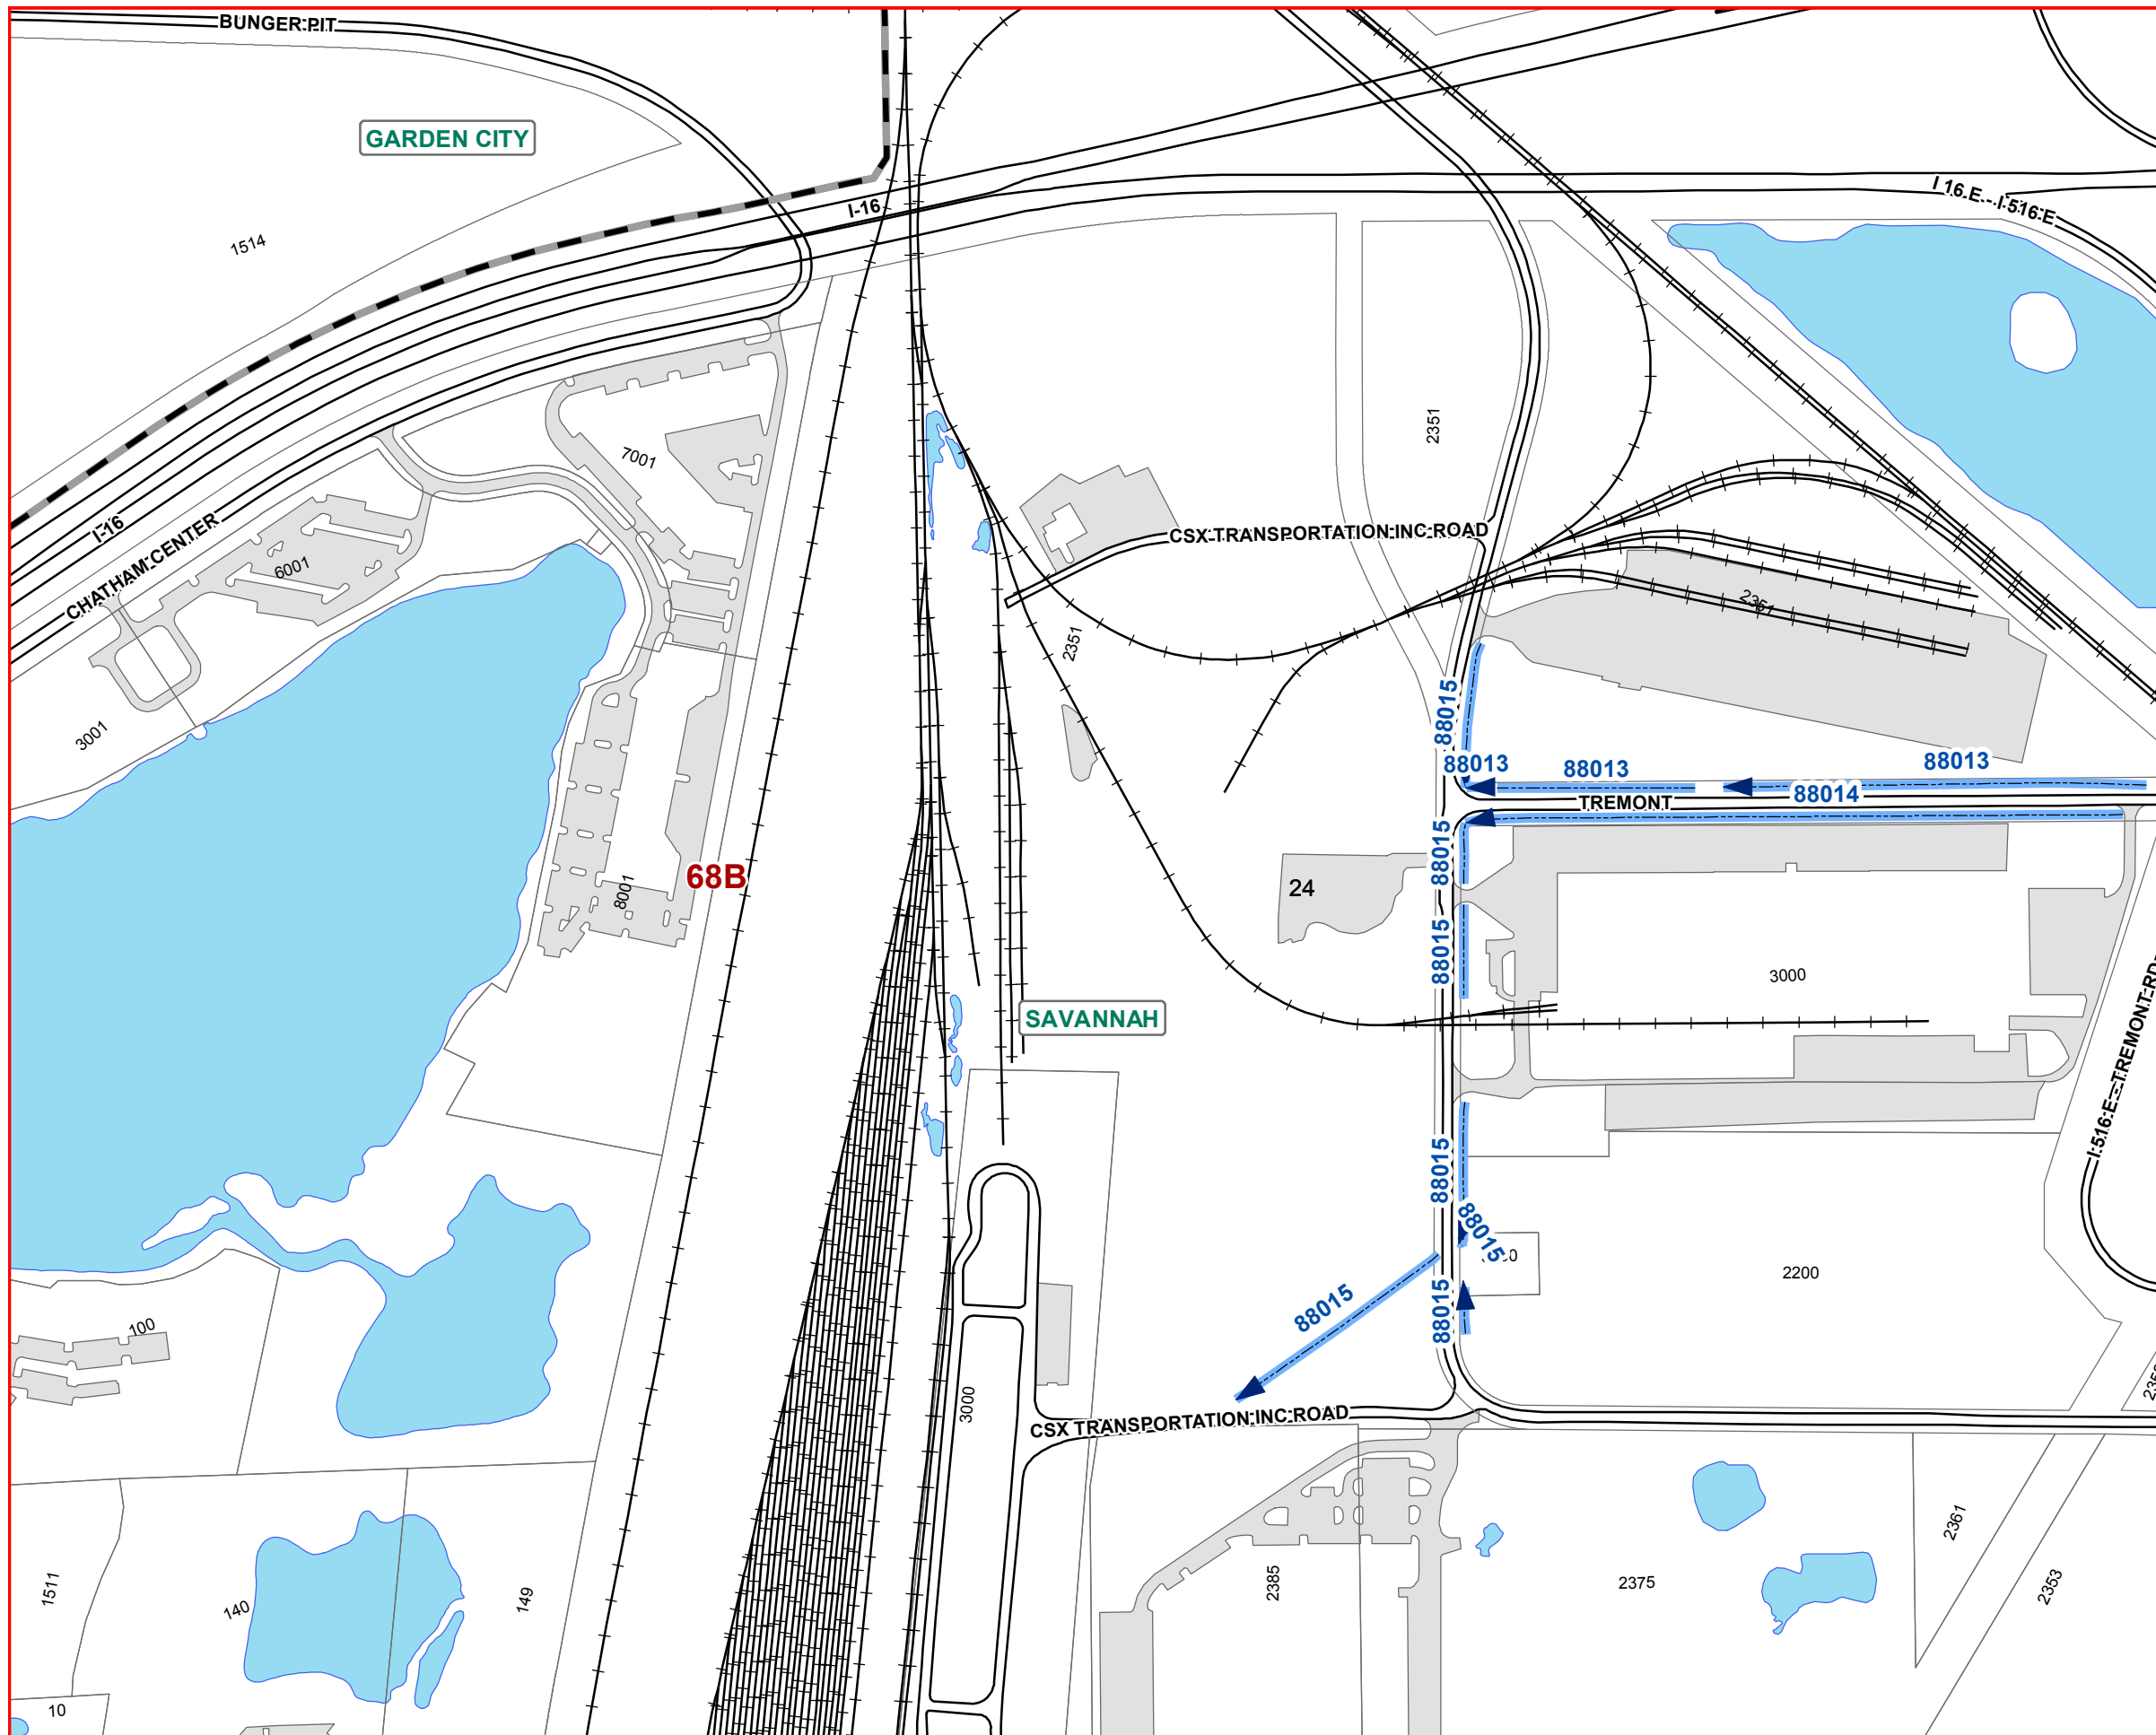 BUNGER PIT
GARDEN CITY
1514
I-16
I 16 E - I 516 E
I-16
CHATHAM CENTER
7001
6001
3001
2351
CSX TRANSPORTATION INC ROAD
2351
2351
88015
88013
88013
88013
88014
TREMONT
88015
68B
8001
24
88015
3000
SAVANNAH
I 516 E - TREMONT RD
88015
88015
2200
88015
88015
100
3000
CSX TRANSPORTATION INC ROAD
2361
1511
140
149
2385
2375
2353
10